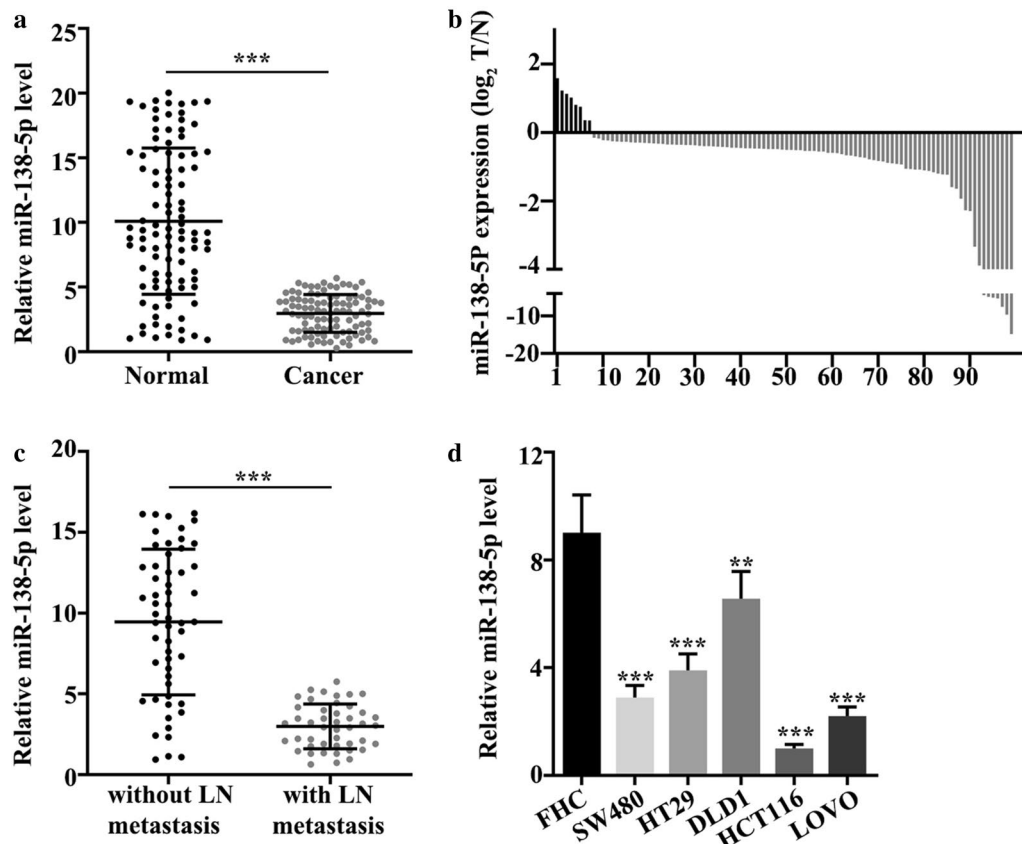 a
Relative miR-138-5p level
25
20
15
10
5
0
***
Normal
Cancer
b
miR-138-5P expression (log2 T/N)
2
0
-2
-4
-10
-20
1
10
20
30
40
50
60
70
80
90
c
Relative miR-138-5p level
20
15
10
5
0
***
without LN
metastasis
with LN
metastasis
d
Relative miR-138-5p level
12
8
4
0
***
***
**
***
***
FHC
SW480
HT29
DLD1
HCT116
LOVO